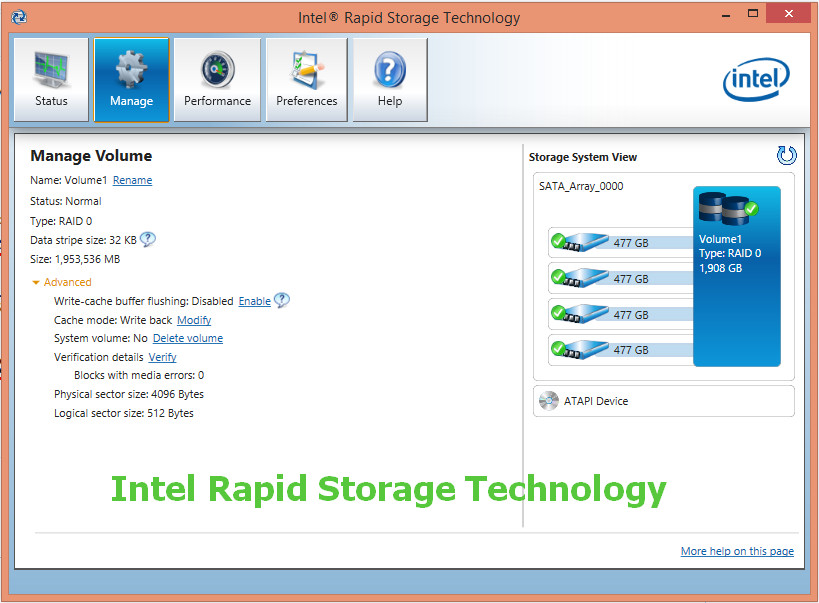 Intel® Rapid Storage Technology
Status
Manage
Performance
Preferences
Help
intel
Manage Volume
Name: Volume1 Rename
Status: Normal
Type: RAID 0
Data stripe size: 32 KB ?
Size: 1,953,536 MB
Advanced
Write-cache buffer flushing: Disabled Enable ?
Cache mode: Write back Modify
System volume: No Delete volume
Verification details Verify
Blocks with media errors: 0
Physical sector size: 4096 Bytes
Logical sector size: 512 Bytes
Storage System View
SATA_Array_0000
477 GB
477 GB
477 GB
477 GB
Volume1
Type: RAID 0
1,908 GB
ATAPI Device
Intel Rapid Storage Technology
More help on this page